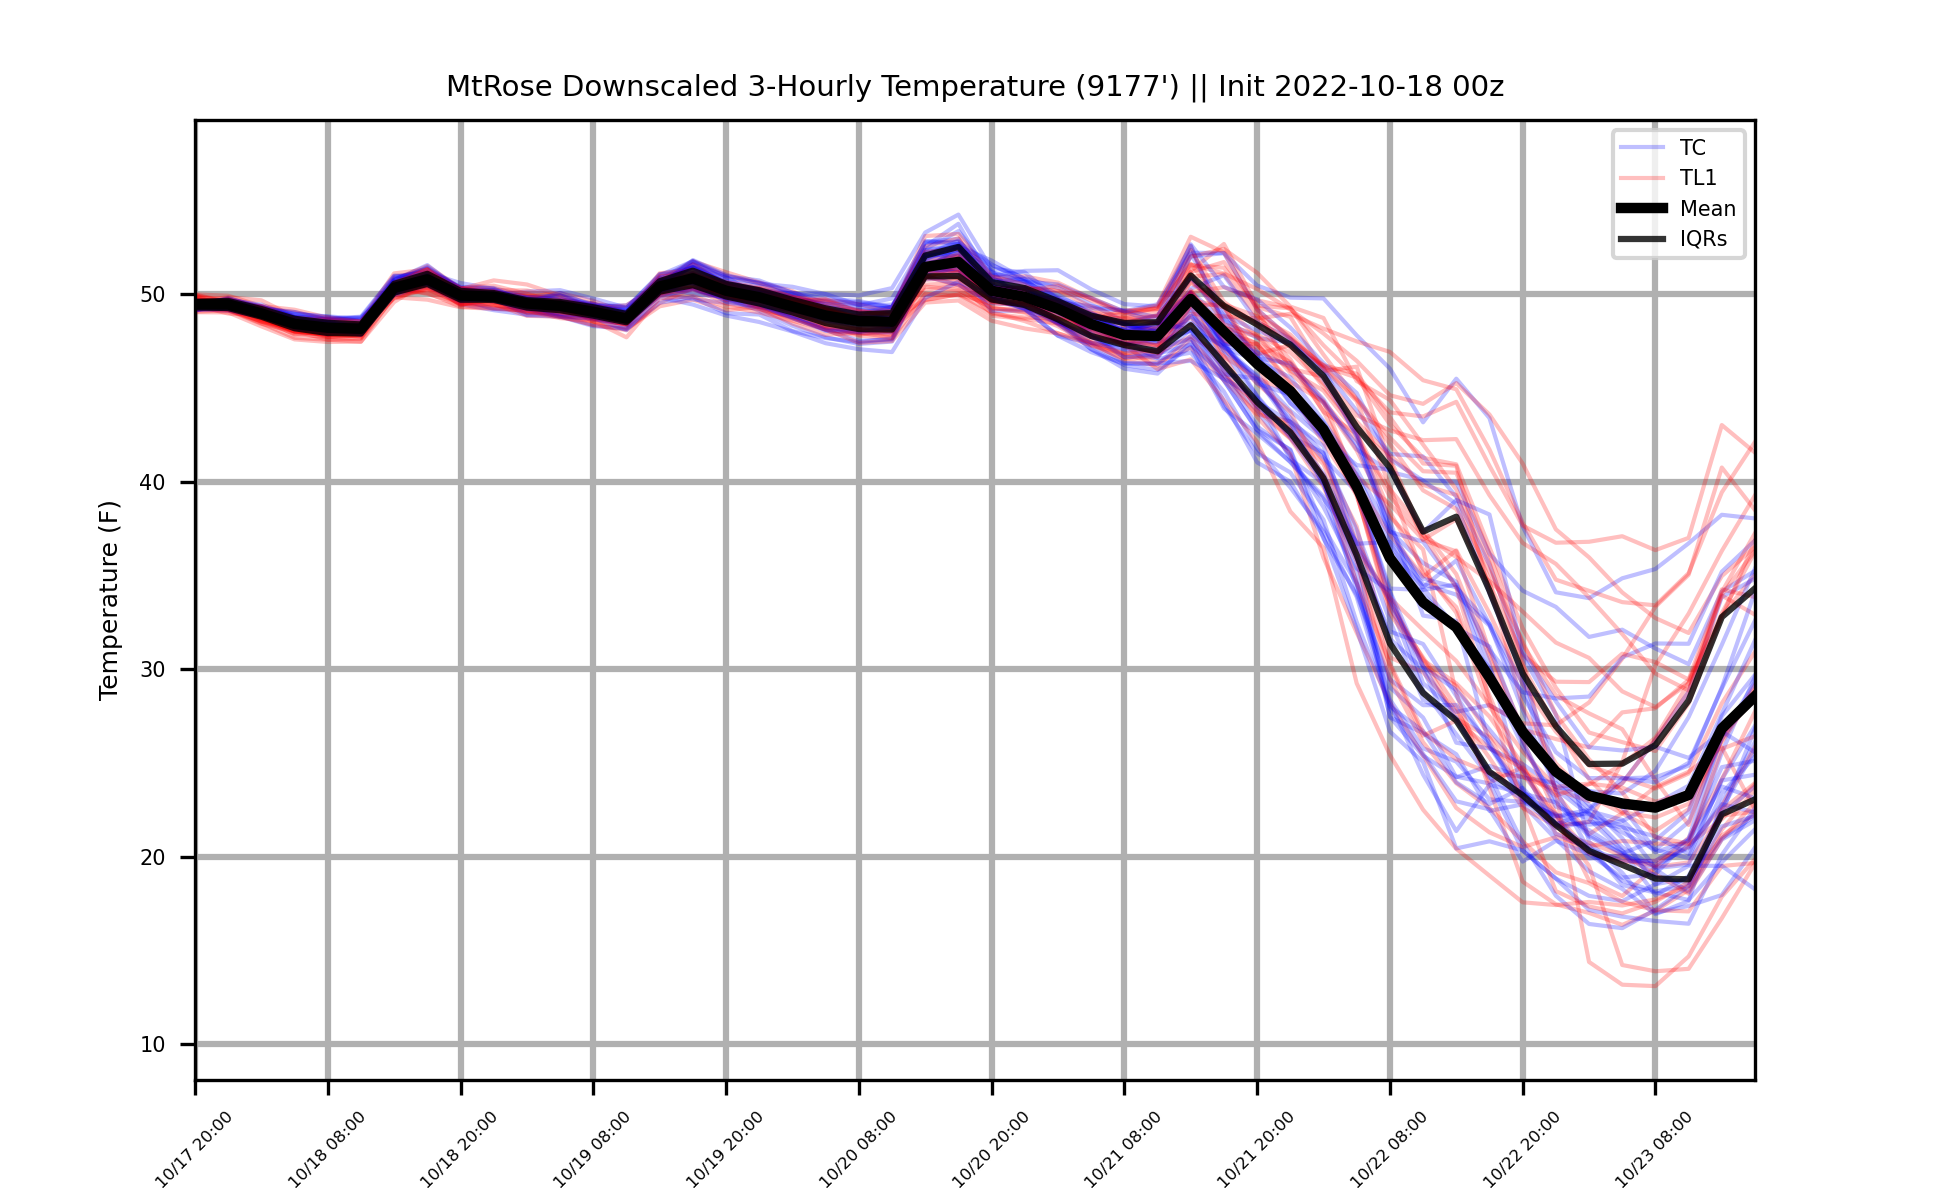 MtRose Downscaled 3-Hourly Temperature (9177') || Init 2022-10-18 00z
TC
TL1
Mean
IQRs
Temperature (F)
50
40
30
20
10
10/17 20:00
10/18 08:00
10/18 20:00
10/19 08:00
10/19 20:00
10/20 08:00
10/20 20:00
10/21 08:00
10/21 20:00
10/22 08:00
10/22 20:00
10/23 08:00